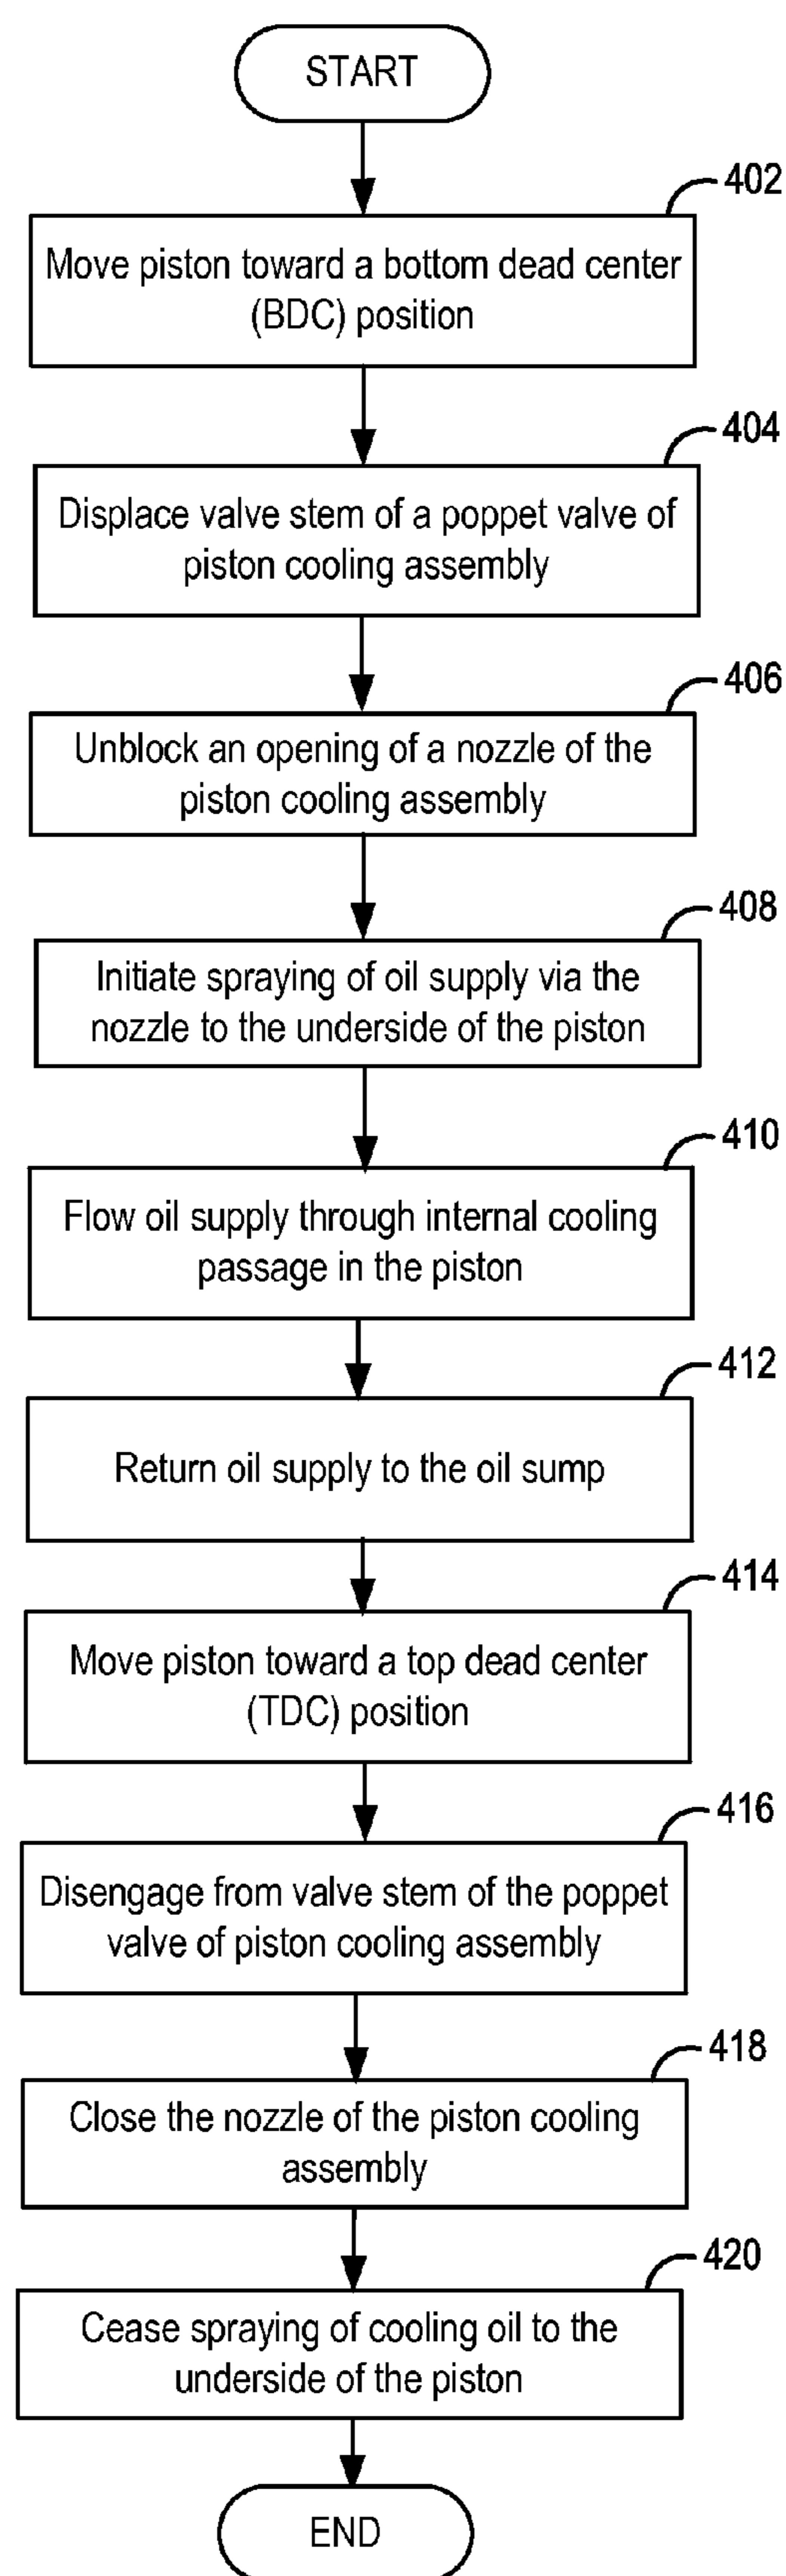 START
402
Move piston toward a bottom dead center
(BDC) position
404
Displace valve stem of a poppet valve of
piston cooling assembly
406
Unblock an opening of a nozzle of the
piston cooling assembly
408
Initiate spraying of oil supply via the
nozzle to the underside of the piston
410
Flow oil supply through internal cooling
passage in the piston
412
Return oil supply to the oil sump
414
Move piston toward a top dead center
(TDC) position
416
Disengage from valve stem of the poppet
valve of piston cooling assembly
418
Close the nozzle of the piston cooling
assembly
420
Cease spraying of cooling oil to the
underside of the piston
END